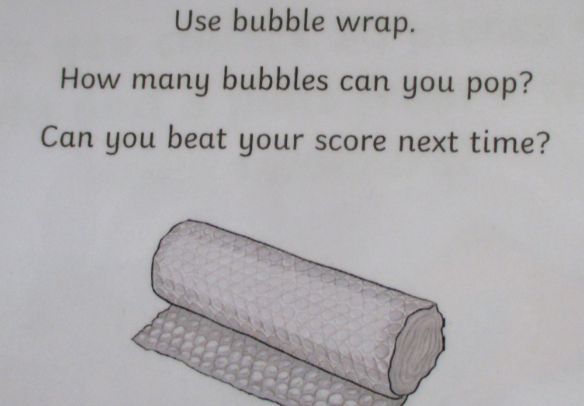 Use bubble wrap.
How many bubbles can you pop?
Can you beat your score next time?